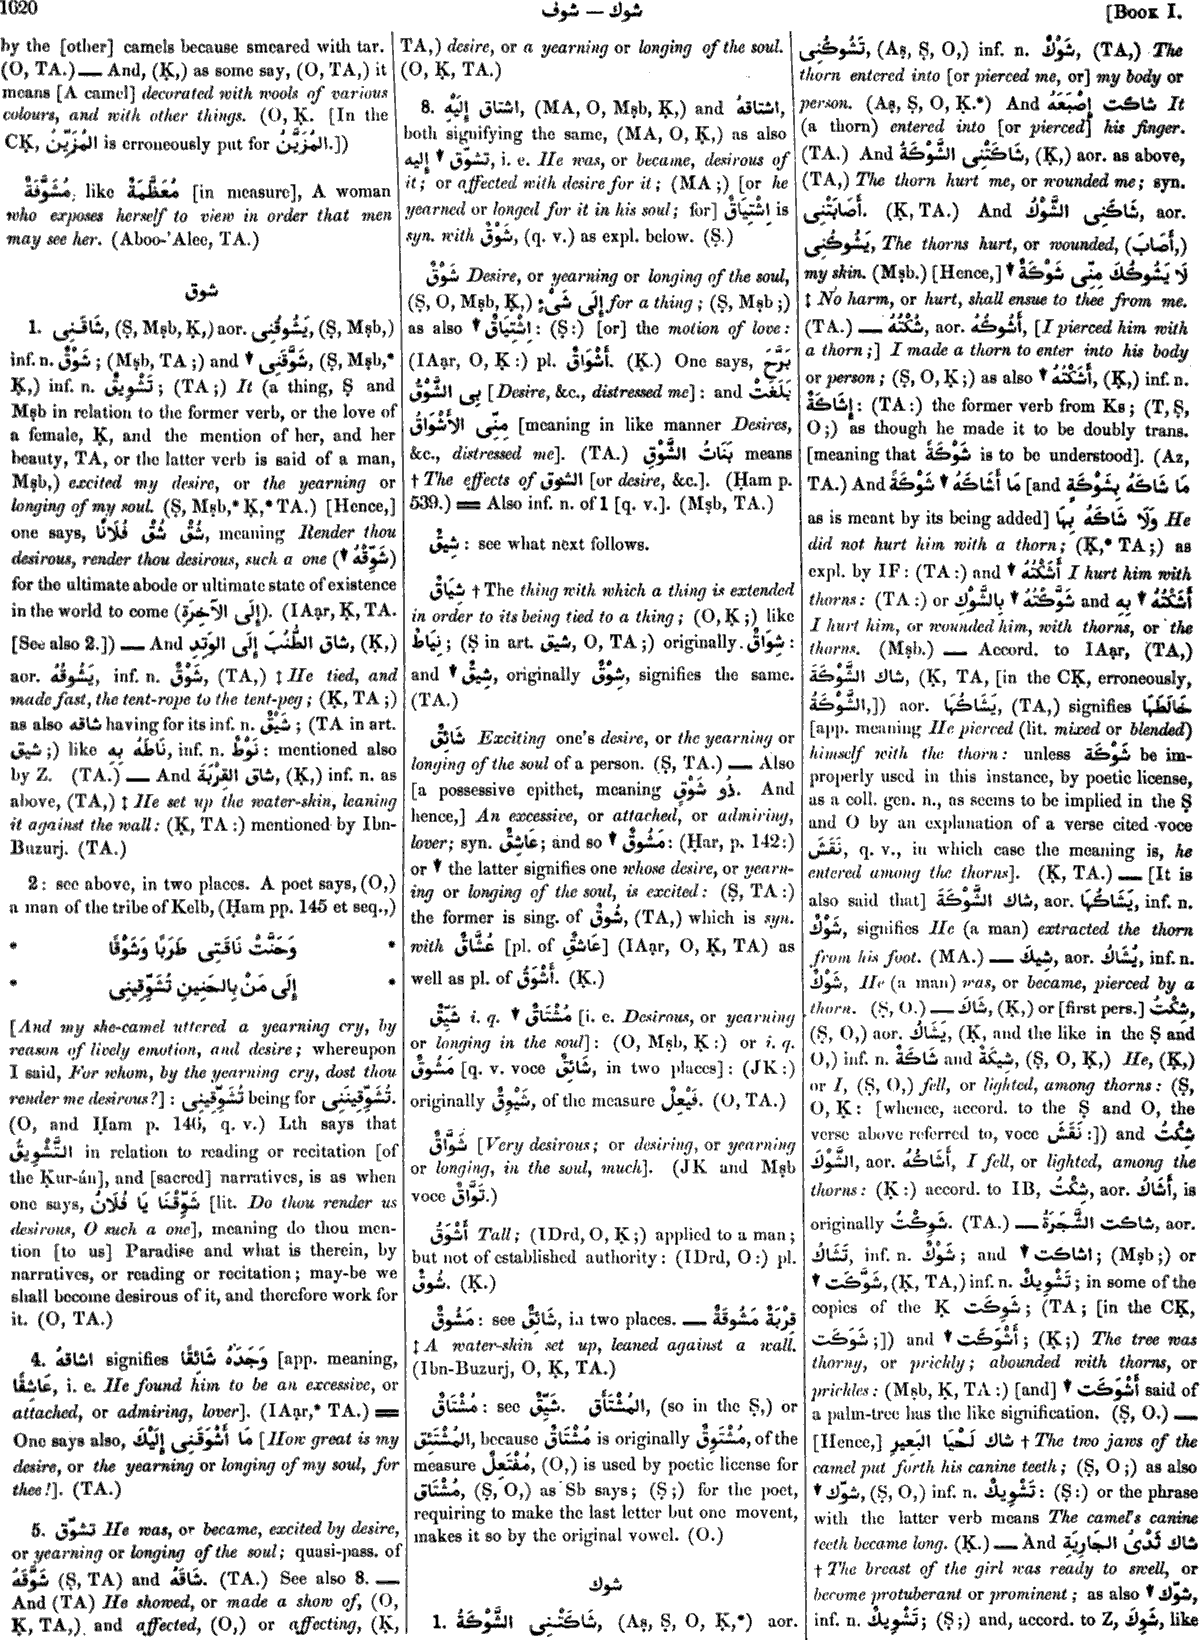 1620
شوك — شوف
[Book I.
by the [other] camels because smeared with tar.
(O, TA.) — And, (Ḳ,) as some say, (O, TA,) it
means [A camel] decorated with wools of various
colours, and with other things. (O, Ḳ. [In the
CḲ, المُزَيِّنُ is erroneously put for المُزَيَّنُ.])
مُشَوَّفَةٌ, like مُعَظَّمَةٌ [in measure], A woman
who exposes herself to view in order that men
may see her. (Aboo-'Alee, TA.)
شوق
1. شَاقَنِى, (Ṣ, Mṣb, Ḳ,) aor. يَشُوقُنِى, (Ṣ, Mṣb,)
inf. n. شَوْقٌ; (Mṣb, TA;) and ▼ شَوَّقَنِى, (Ṣ, Mṣb,*
Ḳ,) inf. n. تَشْوِيقٌ; (TA;) It (a thing, Ṣ and
Mṣb in relation to the former verb, or the love of
a female, Ḳ, and the mention of her, and her
beauty, TA, or the latter verb is said of a man,
Mṣb,) excited my desire, or the yearning or
longing of my soul. (Ṣ, Mṣb,* Ḳ,* TA.) [Hence,]
one says, شُقْ شُقْ فُلَانًا, meaning Render thou
desirous, render thou desirous, such a one (▼ شَوِّقْهُ)
for the ultimate abode or ultimate state of existence
in the world to come (إِلَى الآخِرَةِ). (IAạr, Ḳ, TA.
[See also 2.]) — And شاق الطُّنُبَ إِلَى الوَتِدِ, (Ḳ,)
aor. يَشُوقُهُ, inf. n. شَوْقٌ, (TA,) ‡ He tied, and
made fast, the tent-rope to the tent-peg; (Ḳ, TA;)
as also شاقه having for its inf. n. شَيْقٌ; (TA in art.
شيق;) like نَاطَهُ بِهِ, inf. n. نَوْطٌ: mentioned also
by Z. (TA.) — And شاق القِرْبَةَ, (Ḳ,) inf. n. as
above, (TA,) ‡ He set up the water-skin, leaning
it against the wall: (Ḳ, TA:) mentioned by Ibn-
Buzurj. (TA.)
2: see above, in two places. A poet says, (O,)
a man of the tribe of Kelb, (Ḥam pp. 145 et seq.,)
* وَحَنَّتْ نَاقَتِى طَرَبًا وَشَوْقًا *
* إِلَى مَنْ بِالحَنِينِ تُشَوِّقِينِى *
[And my she-camel uttered a yearning cry, by
reason of lively emotion, and desire; whereupon
I said, For whom, by the yearning cry, dost thou
render me desirous?]: تُشَوِّقِينِى being for تُشَوِّقِينَنِى.
(O, and Ḥam p. 146, q. v.) Lth says that
التَّشْوِيقُ in relation to reading or recitation [of
the Ḳur-án], and [sacred] narratives, is as when
one says, شَوِّقْنَا يَا فُلَانُ [lit. Do thou render us
desirous, O such a one], meaning do thou men-
tion [to us] Paradise and what is therein, by
narratives, or reading or recitation; may-be we
shall become desirous of it, and therefore work for
it. (O, TA.)
4. اشاقهُ signifies وَجَدَهُ شَائِقًا [app. meaning,
عَاشِقًا, i. e. He found him to be an excessive, or
attached, or admiring, lover]. (IAạr,* TA.) ＝
One says also, مَا أَشْوَقَنِى إِلَيْكَ [How great is my
desire, or the yearning or longing of my soul, for
thee!]. (TA.)
5. تشوّق He was, or became, excited by desire,
or yearning or longing of the soul; quasi-pass. of
شَوَّقَهُ (Ṣ, TA) and شَاقَهُ. (TA.) See also 8. —
And (TA) He showed, or made a show of, (O,
Ḳ, TA,) and affected, (O,) or affecting, (Ḳ,
TA,) desire, or a yearning or longing of the soul.
(O, Ḳ, TA.)
8. اشتاق إِلَيْهِ, (MA, O, Mṣb, Ḳ,) and اشتاقهُ,
both signifying the same, (MA, O, Ḳ,) as also
▼ تشوّق إليه, i. e. He was, or became, desirous of
it; or affected with desire for it; (MA;) [or he
yearned or longed for it in his soul; for] اِشْتِيَاقٌ is
syn. with شَوْقٌ, (q. v.) as expl. below. (Ṣ.)
شَوْقٌ Desire, or yearning or longing of the soul,
(Ṣ, O, Mṣb, Ḳ,) إِلَى شَىْءٍ for a thing; (Ṣ, Mṣb;)
as also ▼ اِشْتِيَاقٌ: (Ṣ:) [or] the motion of love:
(IAạr, O, Ḳ:) pl. أَشْوَاقٌ. (Ḳ.) One says, بَرَّحَ
بِى الشَّوْقُ [Desire, &c., distressed me]: and بَلَغَتْ
مِنِّى الأَشْوَاقُ [meaning in like manner Desires,
&c., distressed me]. (TA.) بَنَاتُ الشَّوْقِ means
† The effects of الشوق [or desire, &c.]. (Ḥam p.
539.) ＝ Also inf. n. of 1 [q. v.]. (Mṣb, TA.)
شِيقٌ: see what next follows.
شِيَاقٌ † The thing with which a thing is extended
in order to its being tied to a thing; (O, Ḳ;) like
نِيَاطٌ; (Ṣ in art. شيق, O, TA;) originally شِوَاقٌ:
and ▼ شِيقٌ, originally شِوْقٌ, signifies the same.
(TA.)
شَائِقٌ Exciting one's desire, or the yearning or
longing of the soul of a person. (Ṣ, TA.) — Also
[a possessive epithet, meaning ذُو شَوْقٍ. And
hence,] An excessive, or attached, or admiring,
lover; syn. عَاشِقٌ; and so ▼ مَشُوقٌ: (Ḥar, p. 142:)
or ▼ the latter signifies one whose desire, or yearn-
ing or longing of the soul, is excited: (Ṣ, TA:)
the former is sing. of شُوقٌ, (TA,) which is syn.
with عُشَّاقٌ [pl. of عَاشِقٌ] (IAạr, O, Ḳ, TA) as
well as pl. of أَشْوَقُ. (Ḳ.)
شَيِّقٌ i. q. ▼ مُشْتَاقٌ [i. e. Desirous, or yearning
or longing in the soul]: (O, Mṣb, Ḳ:) or i. q.
مَشُوقٌ [q. v. voce شَائِقٌ, in two places]: (JK:)
originally شَيْوِقٌ, of the measure فَيْعِلٌ. (O, TA.)
شَوَّاقٌ [Very desirous; or desiring, or yearning
or longing, in the soul, much]. (JK and Mṣb
voce تَوَّاقٌ.)
أَشْوَقُ Tall; (IDrd, O, Ḳ;) applied to a man;
but not of established authority: (IDrd, O:) pl.
شُوقٌ. (Ḳ.)
مَشُوقٌ: see شَائِقٌ, in two places. — قِرْبَةٌ مَشُوقَةٌ
‡ A water-skin set up, leaned against a wall.
(Ibn-Buzurj, O, Ḳ, TA.)
مُشْتَاقٌ: see شَيِّقٌ. المُشْتَأَقِ, (so in the Ṣ,) or
المُشْتَئِقِ, because مُشْتَاقٌ is originally مُشْتَوِقٌ, of the
measure مُفْتَعِلٌ, (O,) is used by poetic license for
مُشْتَاق, (Ṣ, O,) as Sb says; (Ṣ;) for the poet,
requiring to make the last letter but one movent,
makes it so by the original vowel. (O.)
شوك
1. شَاكَتْنِى الشَّوْكَةُ, (Aṣ, Ṣ, O, Ḳ,*) aor.
تَشُوكُنِى, (Aṣ, Ṣ, O,) inf. n. شَوْكٌ, (TA,) The
thorn entered into [or pierced me, or] my body or
person. (Aṣ, Ṣ, O, Ḳ.*) And شاكت إِصْبَعَهُ It
(a thorn) entered into [or pierced] his finger.
(TA.) And شَاكَتْنِى الشَّوْكَةُ, (Ḳ,) aor. as above,
(TA,) The thorn hurt me, or wounded me; syn.
أَصَابَتْنِى. (Ḳ, TA.) And شَاكَنِى الشَّوْكُ, aor.
يَشُوكُنِى, The thorns hurt, or wounded, (أَصَابَ,)
my skin. (Mṣb.) [Hence,] لَا يَشُوكُكَ مِنِّى شَوْكَةٌ ▼
‡ No harm, or hurt, shall ensue to thee from me.
(TA.) — شُكْتُهُ, aor. أَشُوكُهُ, [I pierced him with
a thorn;] I made a thorn to enter into his body
or person; (Ṣ, O, Ḳ;) as also ▼ أَشَكْتُهُ, (Ḳ,) inf. n.
إِشَاكَةٌ: (TA:) the former verb from Ks; (T, Ṣ,
O;) as though he made it to be doubly trans.
[meaning that شَوْكَةً is to be understood]. (Az,
TA.) And مَا أَشَاكَهُ ▼ شَوْكَةً [and مَا شَاكَهُ بِشَوْكَةٍ
as is meant by its being added] وَلَا شَاكَهُ بِهَا He
did not hurt him with a thorn; (Ḳ,* TA;) as
expl. by IF: (TA:) and ▼ أَشَكْتُهُ I hurt him with
thorns: (TA:) or شَوَّكْتُهُ ▼ بِالشَّوْكِ and أَشَكْتُهُ ▼ بِهِ
I hurt him, or wounded him, with thorns, or the
thorns. (Mṣb.) — Accord. to IAạr, (TA,)
شاك الشَّوْكَةَ, (Ḳ, TA, [in the CḲ, erroneously,
الشَّوْكَةُ,]) aor. يَشَاكُهَا, (TA,) signifies خَالَطَهَا
[app. meaning He pierced (lit. mixed or blended)
himself with the thorn: unless شَوْكَة be im-
properly used in this instance, by poetic license,
as a coll. gen. n., as seems to be implied in the Ṣ
and O by an explanation of a verse cited voce
نَقَشَ, q. v., in which case the meaning is, he
entered among the thorns]. (Ḳ, TA.) — [It is
also said that] شاك الشَّوْكَةَ, aor. يَشَاكُهَا, inf. n.
شَوْكٌ, signifies He (a man) extracted the thorn
from his foot. (MA.) — شِيكَ, aor. يُشَاكُ, inf. n.
شَوْكٌ, He (a man) was, or became, pierced by a
thorn. (Ṣ, O.) — شَاكَ, (Ḳ,) or [first pers.] شِكْتُ,
(Ṣ, O,) aor. يَشَاكُ, (Ḳ, and the like in the Ṣ and
O,) inf. n. شَاكَةٌ and شِيكَةٌ, (Ṣ, O, Ḳ,) He, (Ḳ,)
or I, (Ṣ, O,) fell, or lighted, among thorns: (Ṣ,
O, Ḳ: [whence, accord. to the Ṣ and O, the
verse above referred to, voce نَقَشَ:]) and شِكْتُ
الشَّوْكَ, aor. أَشَاكُهُ, I fell, or lighted, among the
thorns: (Ḳ:) accord. to IB, شِكْتُ, aor. أَشَاكُ, is
originally شَوِكْتُ. (TA.) — شاكت الشَّجَرَةُ, aor.
تَشَاكُ, inf. n. شَوْكٌ; and ▼ اشاكت; (Mṣb;) or
▼ شَوَّكَت, (Ḳ, TA,) inf. n. تَشْوِيكٌ; in some of the
copies of the Ḳ شَوِكَت; (TA; [in the CḲ,
شَوَكَت;]) and ▼ أَشْوَكَت; (Ḳ;) The tree was
thorny, or prickly; abounded with thorns, or
prickles: (Mṣb, Ḳ, TA:) [and] ▼ أَشْوَكَت said of
a palm-tree has the like signification. (Ṣ, O.) —
[Hence,] شاك لَحْيَا البَعِيرِ † The two jaws of the
camel put forth his canine teeth; (Ṣ, O;) as also
▼ شوّك, (Ṣ, O,) inf. n. تَشْوِيكٌ: (Ṣ:) or the phrase
with the latter verb means The camel's canine
teeth became long. (Ḳ.) — And شاك ثَدْىُ الجَارِيَةِ
† The breast of the girl was ready to swell, or
become protuberant or prominent; as also ▼ شوّك,
inf. n. تَشْوِيكٌ; (Ṣ;) and, accord. to Z, شَوِكَ, like